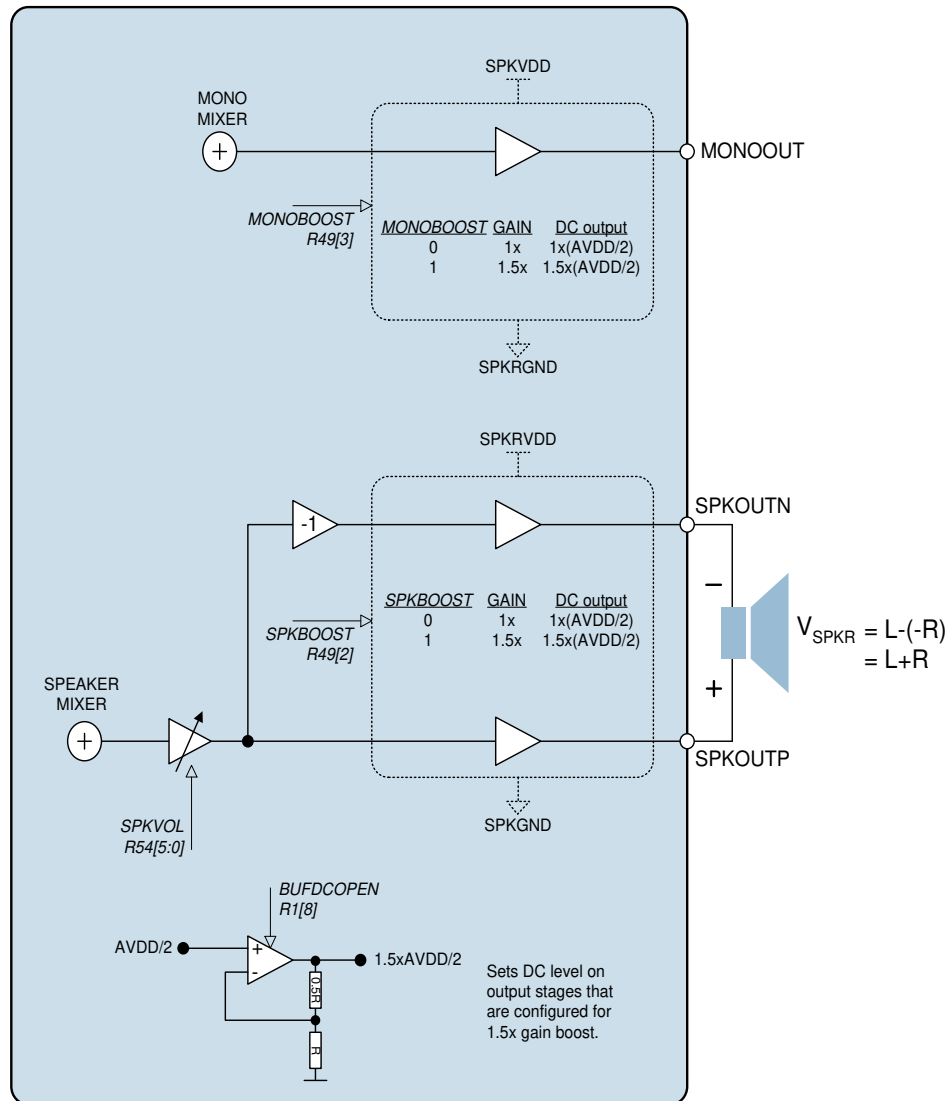 SPKVDD
MONO
MIXER
+
MONOOUT
MONOBOOST
R49[3]
MONOBOOST GAIN DC output
0 1x 1x(AVDD/2)
1 1.5x 1.5x(AVDD/2)
SPKRGND
SPKRVDD
SPKOUTN
-1
SPKBOOST
R49[2]
SPKBOOST GAIN DC output
0 1x 1x(AVDD/2)
1 1.5x 1.5x(AVDD/2)
–
+
VSPKR = L-(-R)
= L+R
SPEAKER
MIXER
+
SPKOUTP
SPKGND
SPKVOL
R54[5:0]
BUFDCOPEN
R1[8]
AVDD/2
+
-
1.5xAVDD/2
0.5R
R
Sets DC level on
output stages that
are configured for
1.5x gain boost.